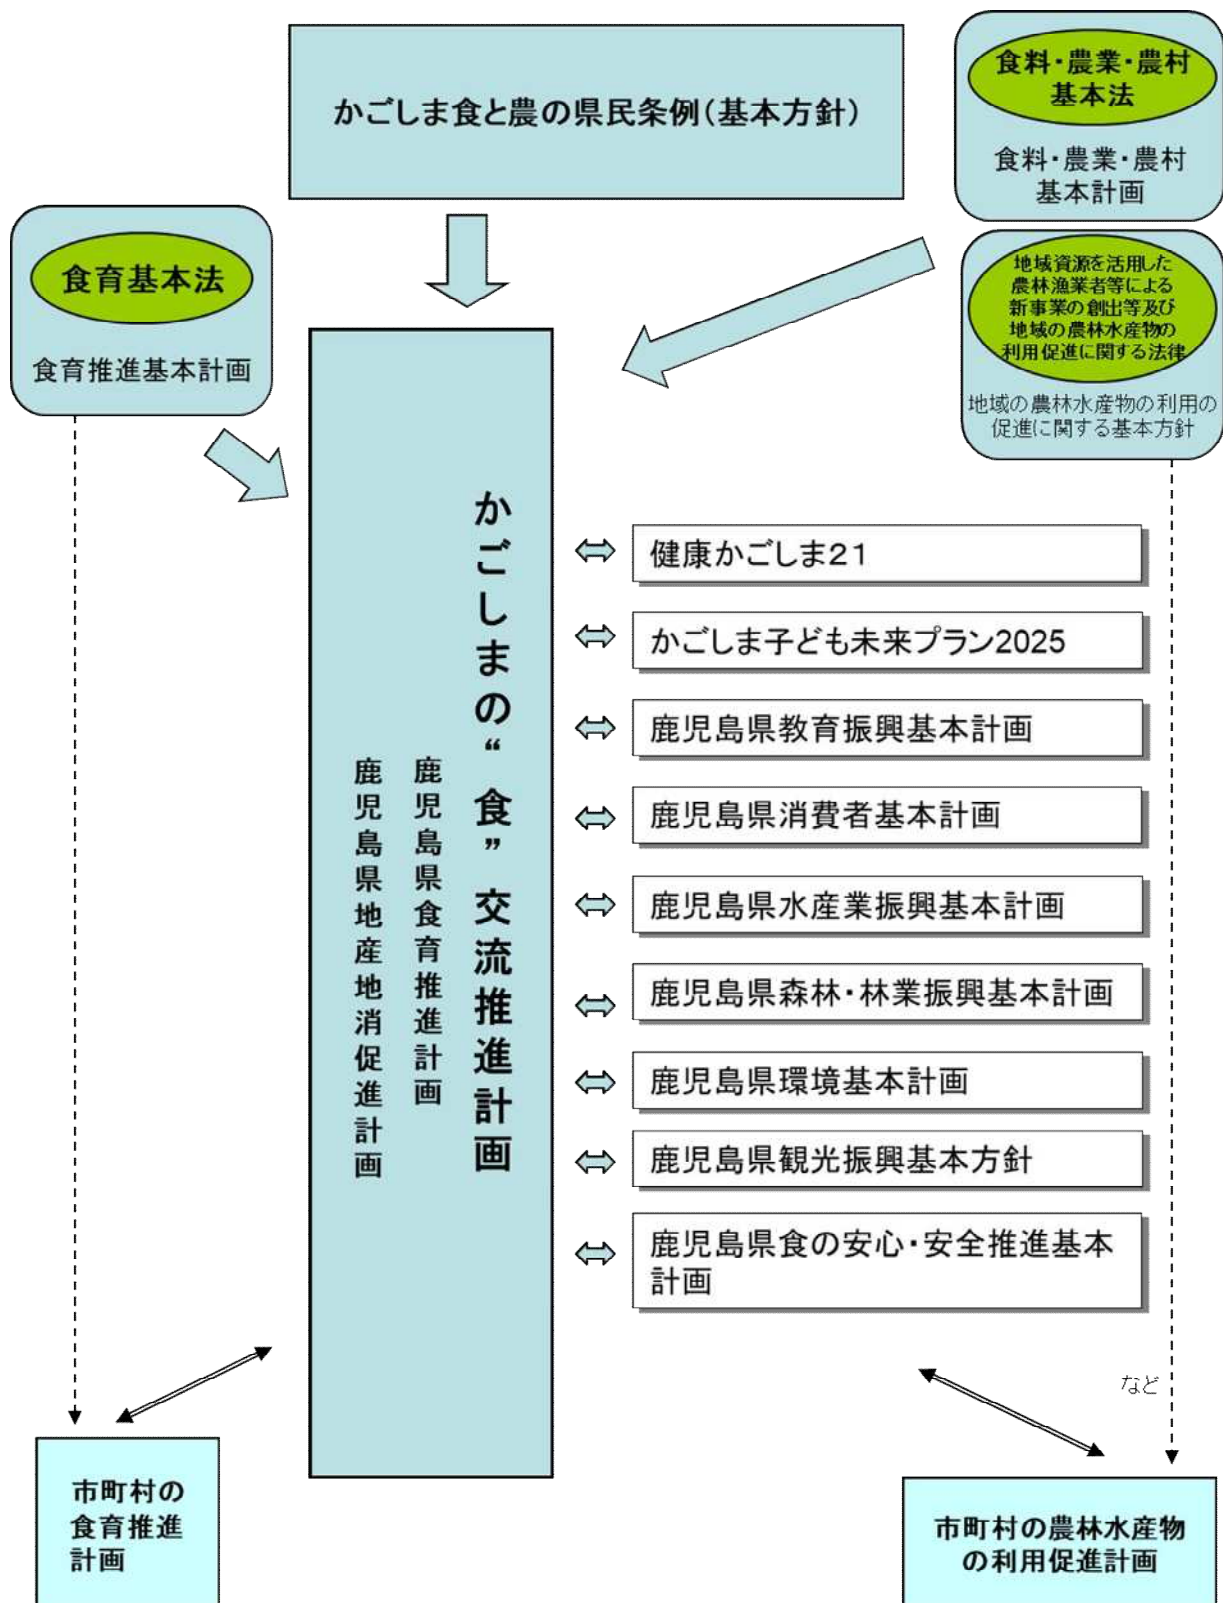 かごしま食と農の県民条例(基本方針)
食料・農業・農村
基本法
食料・農業・農村
基本計画
食育基本法
食育推進基本計画
地域資源を活用した
農林漁業者等による
新事業の創出等及び
地域の農林水産物の
利用促進に関する法律
地域の農林水産物の利用の
促進に関する基本方針
かごしまの“食”交流推進計画
鹿児島県食育推進計画
鹿児島県地産地消促進計画
健康かごしま21
かごしま子ども未来プラン2025
鹿児島県教育振興基本計画
鹿児島県消費者基本計画
鹿児島県水産業振興基本計画
鹿児島県森林・林業振興基本計画
鹿児島県環境基本計画
鹿児島県観光振興基本方針
鹿児島県食の安心・安全推進基本
計画
など
市町村の
食育推進
計画
市町村の農林水産物
の利用促進計画